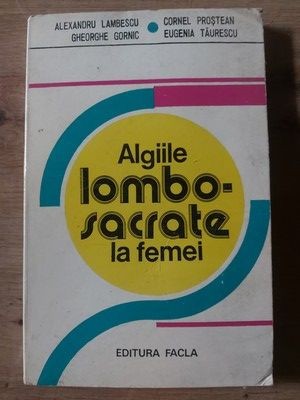 ALEXANDRU LAMBESCU
GHEORGHE GORNIC
CORNEL PROȘTEAN
EUGENIA TĂURESCU
Algiile
lombo-
sacrate
la femei
EDITURA FACLA